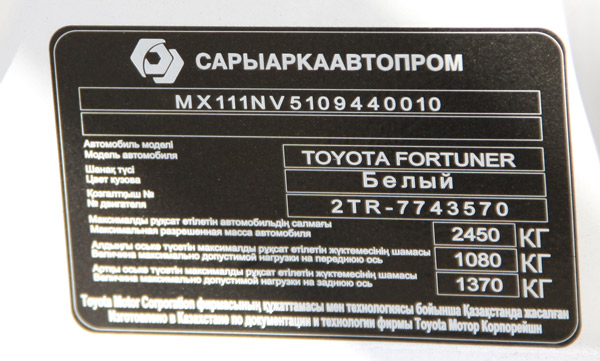 САРЫАРКААВТОПРОМ
MX111NV5109440010
Автомобиль моделі
Модель автомобиля
TOYOTA FORTUNER
Шанақ түсі
Цвет кузова
Белый
Қозғалтқыш №
№ двигателя
2TR-7743570
Максималды рұқсат етілетін автомобильдің салмағы
Максимальная разрешенная масса автомобиля
2450 КГ
Алдыңғы оське түсетін максималды рұқсат етілетін жүктемесінің шамасы
Величина максимально допустимой нагрузки на переднюю ось
1080 КГ
Артқы оське түсетін максималды рұқсат етілетін жүктемесінің шамасы
Величина максимально допустимой нагрузки на заднюю ось
1370 КГ
Toyota Motor Corporation фирмасының құжаттамасы мен технологиясы бойынша Қазақстанда жасалған
Изготовлено в Казахстане по документации и технологии фирмы Toyota Мотор Корпорейшн